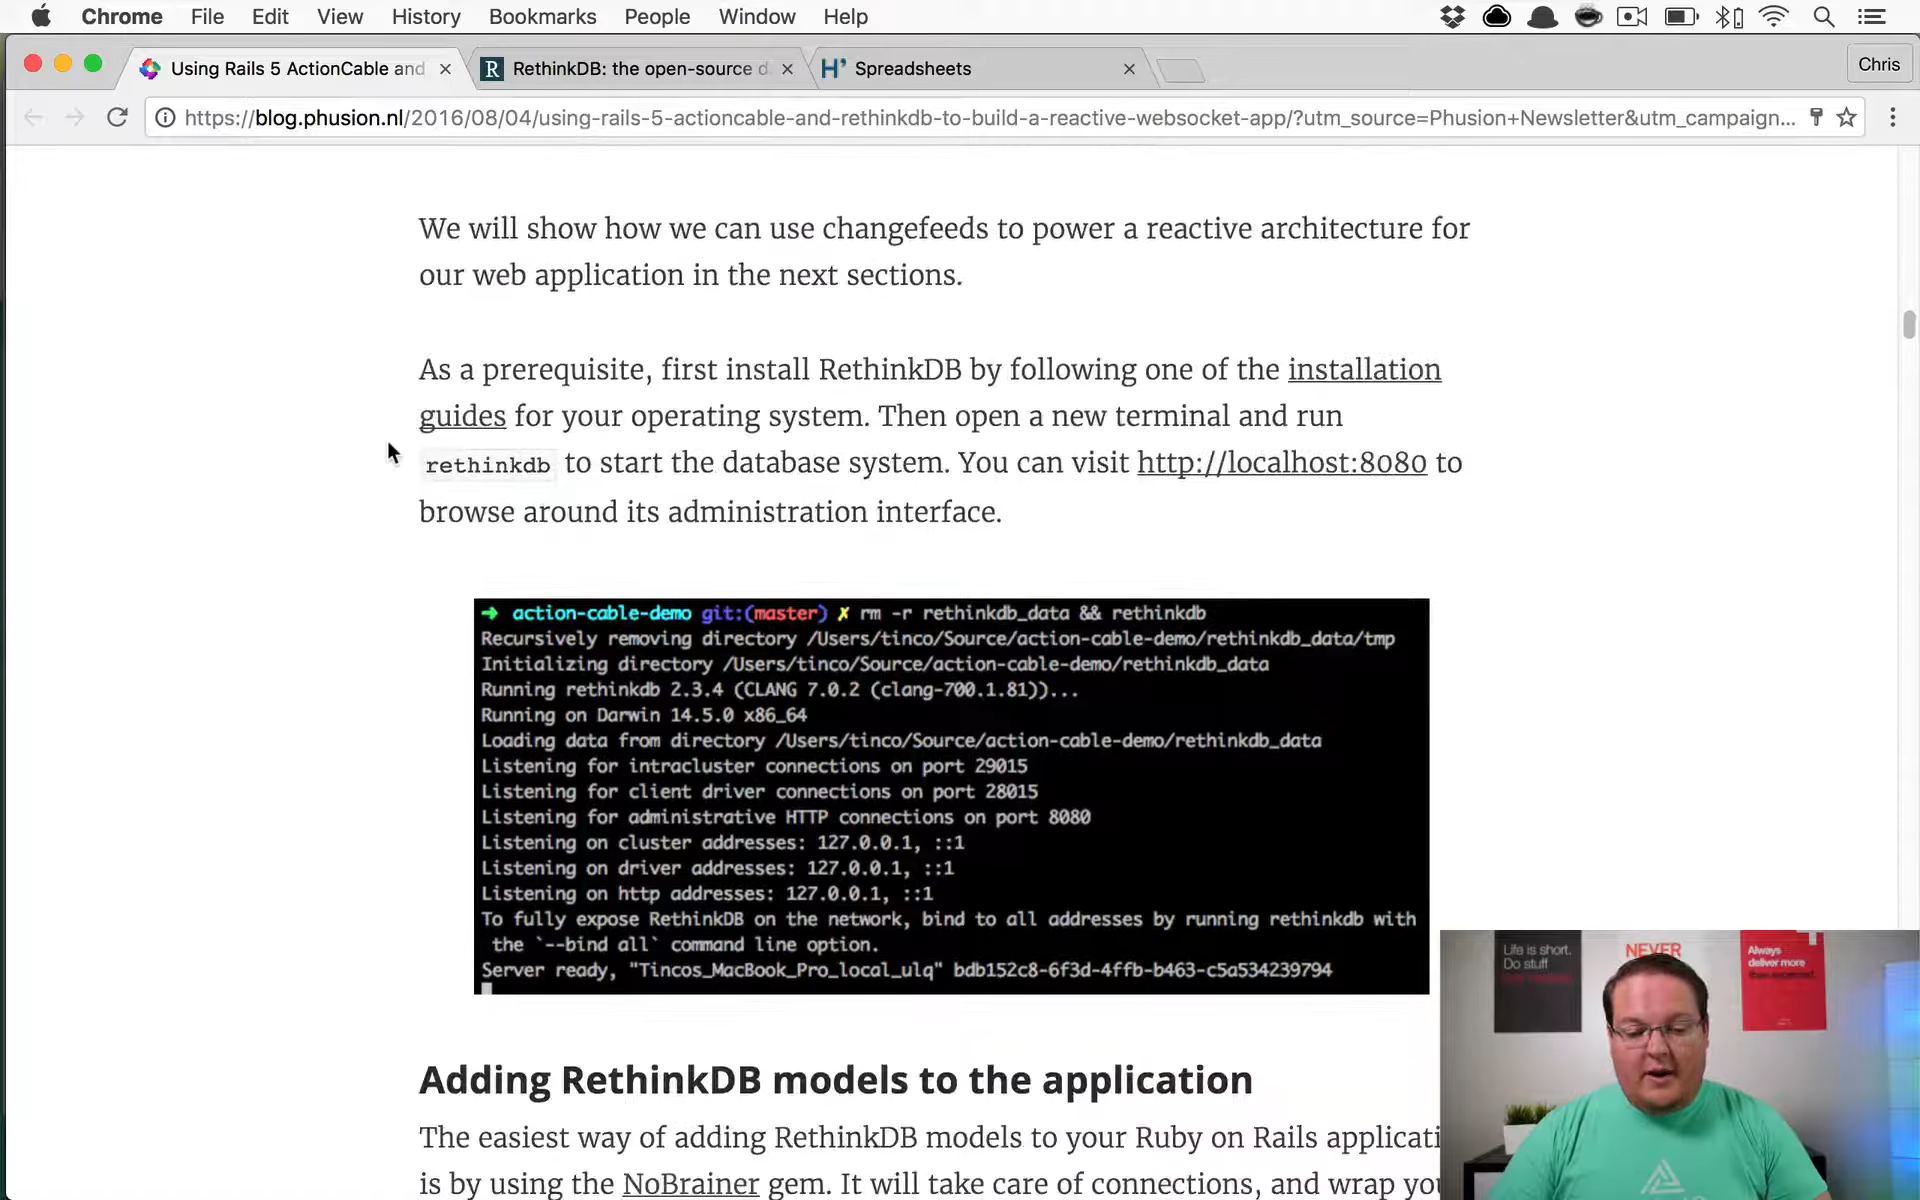 Chrome File Edit View History Bookmarks People Window Help
Using Rails 5 ActionCable and
RethinkDB: the open-source d
Spreadsheets
Chris
https://blog.phusion.nl/2016/08/04/using-rails-5-actioncable-and-rethinkdb-to-build-a-reactive-websocket-app/?utm_source=Phusion+Newsletter&utm_campaign...
We will show how we can use changefeeds to power a reactive architecture for
our web application in the next sections.
As a prerequisite, first install RethinkDB by following one of the installation
guides for your operating system. Then open a new terminal and run
rethinkdb to start the database system. You can visit http://localhost:8080 to
browse around its administration interface.
➜ action-cable-demo git:(master) ✗ rm -r rethinkdb_data && rethinkdb
Recursively removing directory /Users/tinco/Source/action-cable-demo/rethinkdb_data/tmp
Initializing directory /Users/tinco/Source/action-cable-demo/rethinkdb_data
Running rethinkdb 2.3.4 (CLANG 7.0.2 (clang-700.1.81))...
Running on Darwin 14.5.0 x86_64
Loading data from directory /Users/tinco/Source/action-cable-demo/rethinkdb_data
Listening for intracluster connections on port 29015
Listening for client driver connections on port 28015
Listening for administrative HTTP connections on port 8080
Listening on cluster addresses: 127.0.0.1, ::1
Listening on driver addresses: 127.0.0.1, ::1
Listening on http addresses: 127.0.0.1, ::1
To fully expose RethinkDB on the network, bind to all addresses by running rethinkdb with
the `--bind all` command line option.
Server ready, "Tincos_MacBook_Pro_local_ulq" bdb152c8-6f3d-4ffb-b463-c5a534239794
Adding RethinkDB models to the application
The easiest way of adding RethinkDB models to your Ruby on Rails applicati
is by using the NoBrainer gem. It will take care of connections, and wrap yo
Life is short.
Do stuff
NEVER
Always
deliver more